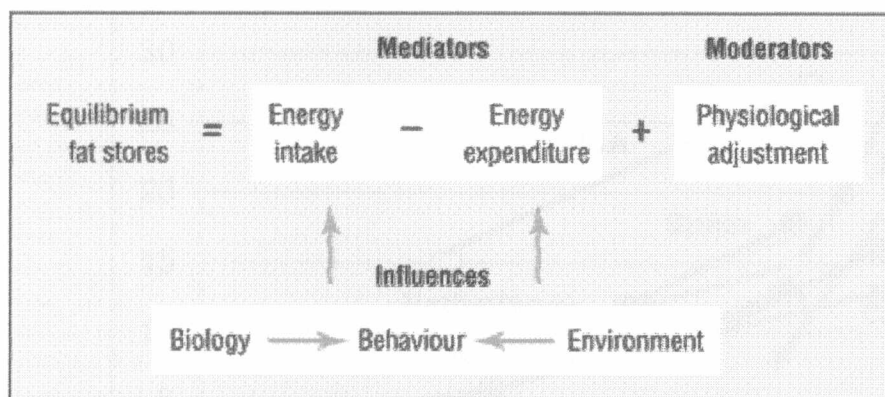 Mediators Moderators
Equilibrium fat stores = Energy intake − Energy expenditure + Physiological adjustment
Influences
Biology Behaviour Environment